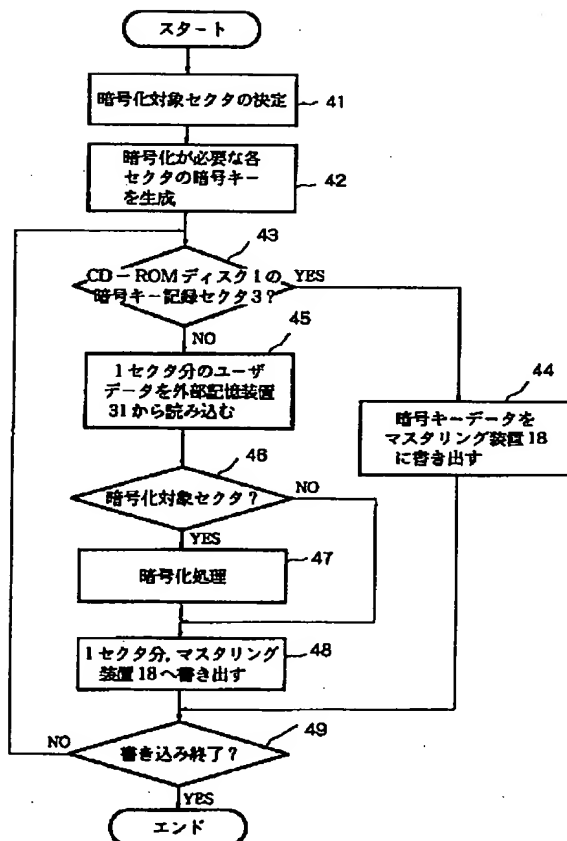 スタート
暗号化対象セクタの決定
41
暗号化が必要な各
セクタの暗号キー
を生成
42
43
CD－ROMディスク1の
暗号キー記録セクタ3？
YES
NO
45
1セクタ分のユーザ
データを外部記憶装置
31から読み込む
44
暗号キーデータを
マスタリング装置18
に書き出す
46
暗号化対象セクタ？
NO
YES
暗号化処理
47
1セクタ分，マスタリング
装置18へ書き出す
48
49
NO
書き込み終了？
YES
エンド